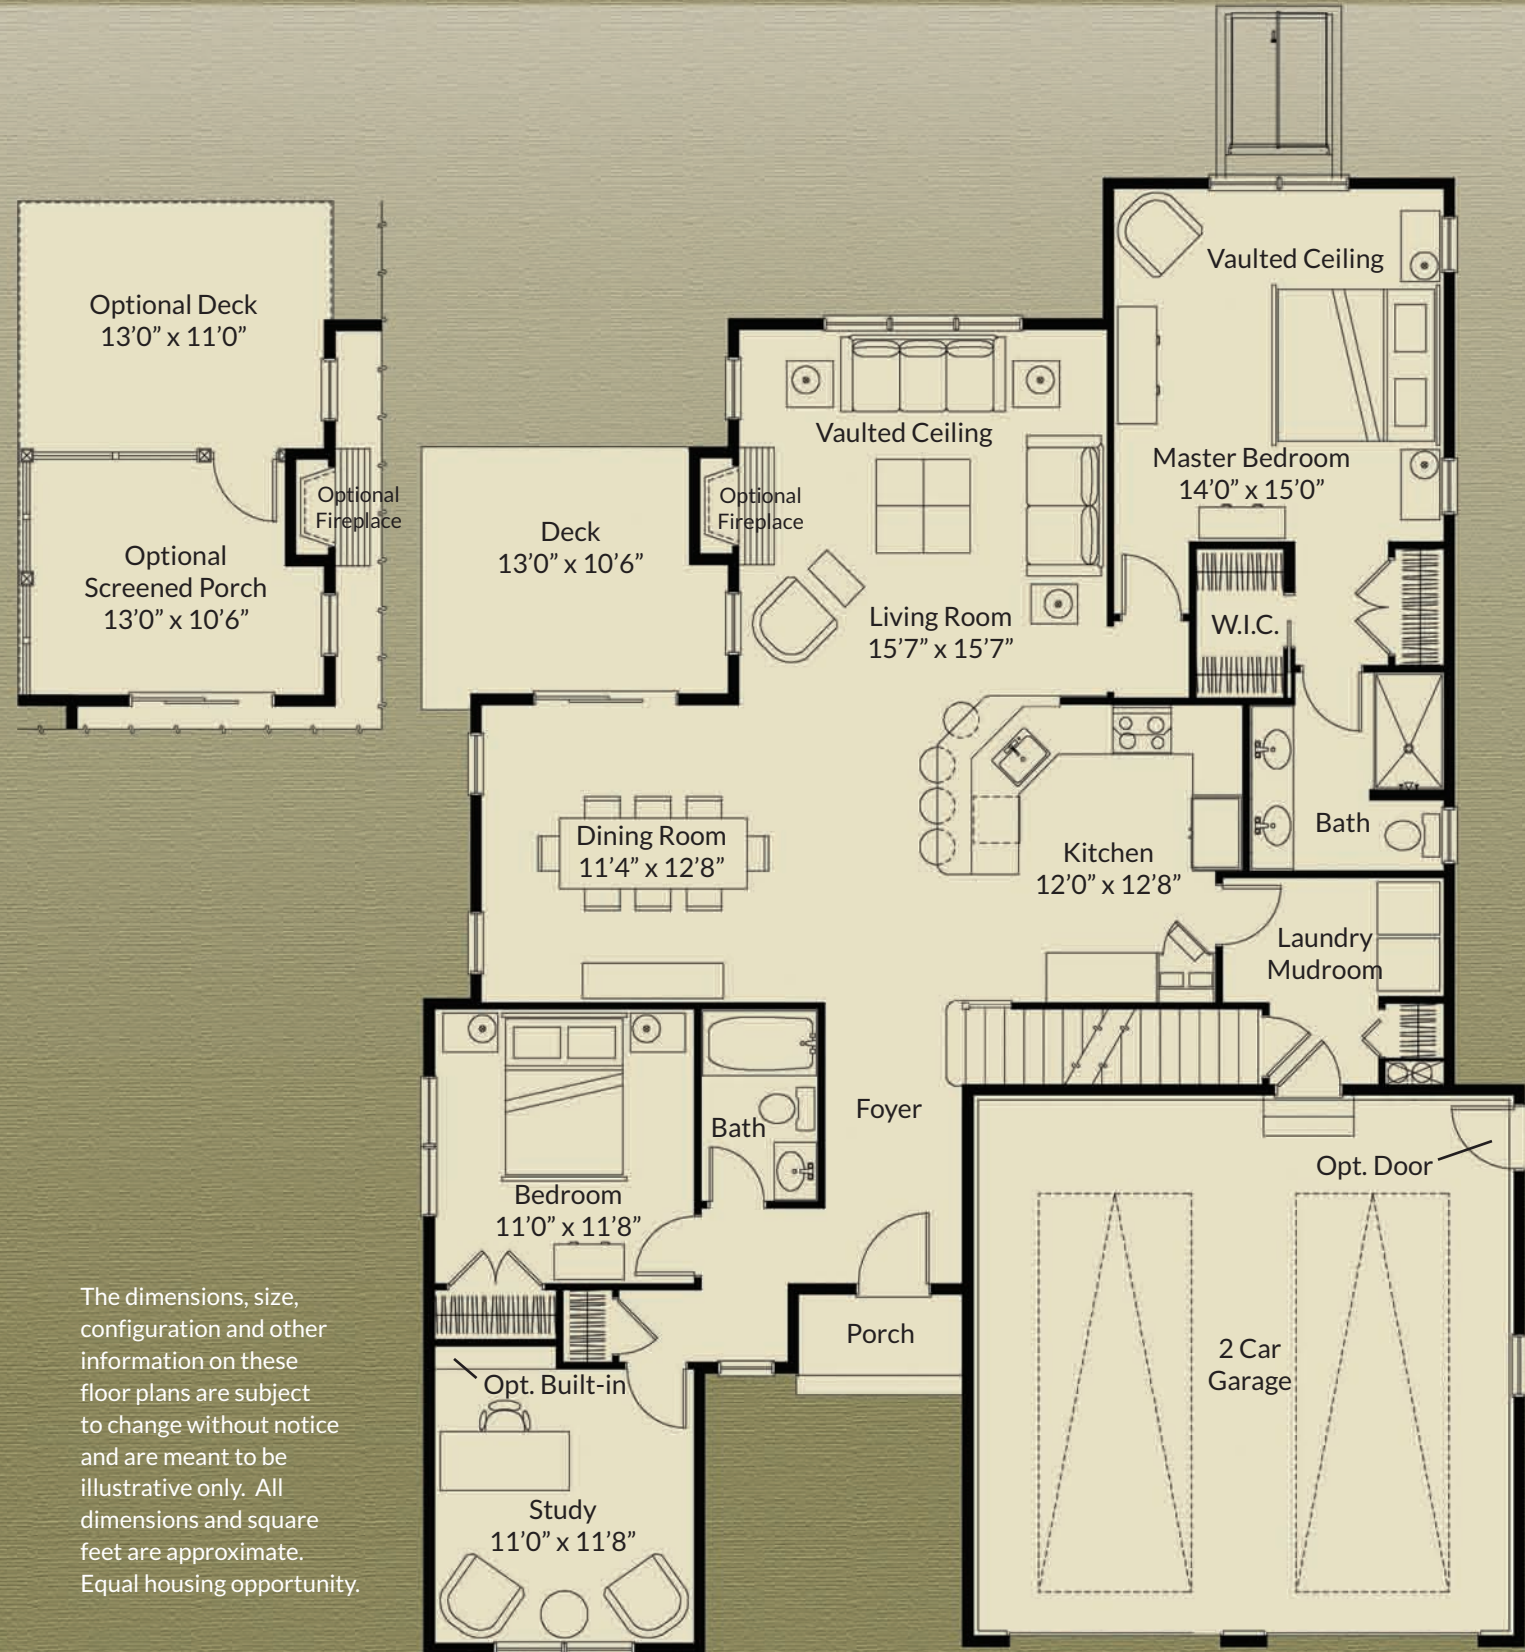 Optional Deck
13’0” x 11’0”
Optional
Fireplace
Optional
Screened Porch
13’0” x 10’6”
Vaulted Ceiling
Master Bedroom
14’0” x 15’0”
Vaulted Ceiling
Optional
Fireplace
Deck
13’0” x 10’6”
Living Room
15’7” x 15’7”
W.I.C.
Dining Room
11’4” x 12’8”
Kitchen
12’0” x 12’8”
Bath
Laundry
Mudroom
Foyer
Bath
Bedroom
11’0” x 11’8”
Opt. Door
Porch
2 Car
Garage
Opt. Built-in
Study
11’0” x 11’8”
The dimensions, size,
configuration and other
information on these
floor plans are subject
to change without notice
and are meant to be
illustrative only.  All
dimensions and square
feet are approximate.
Equal housing opportunity.